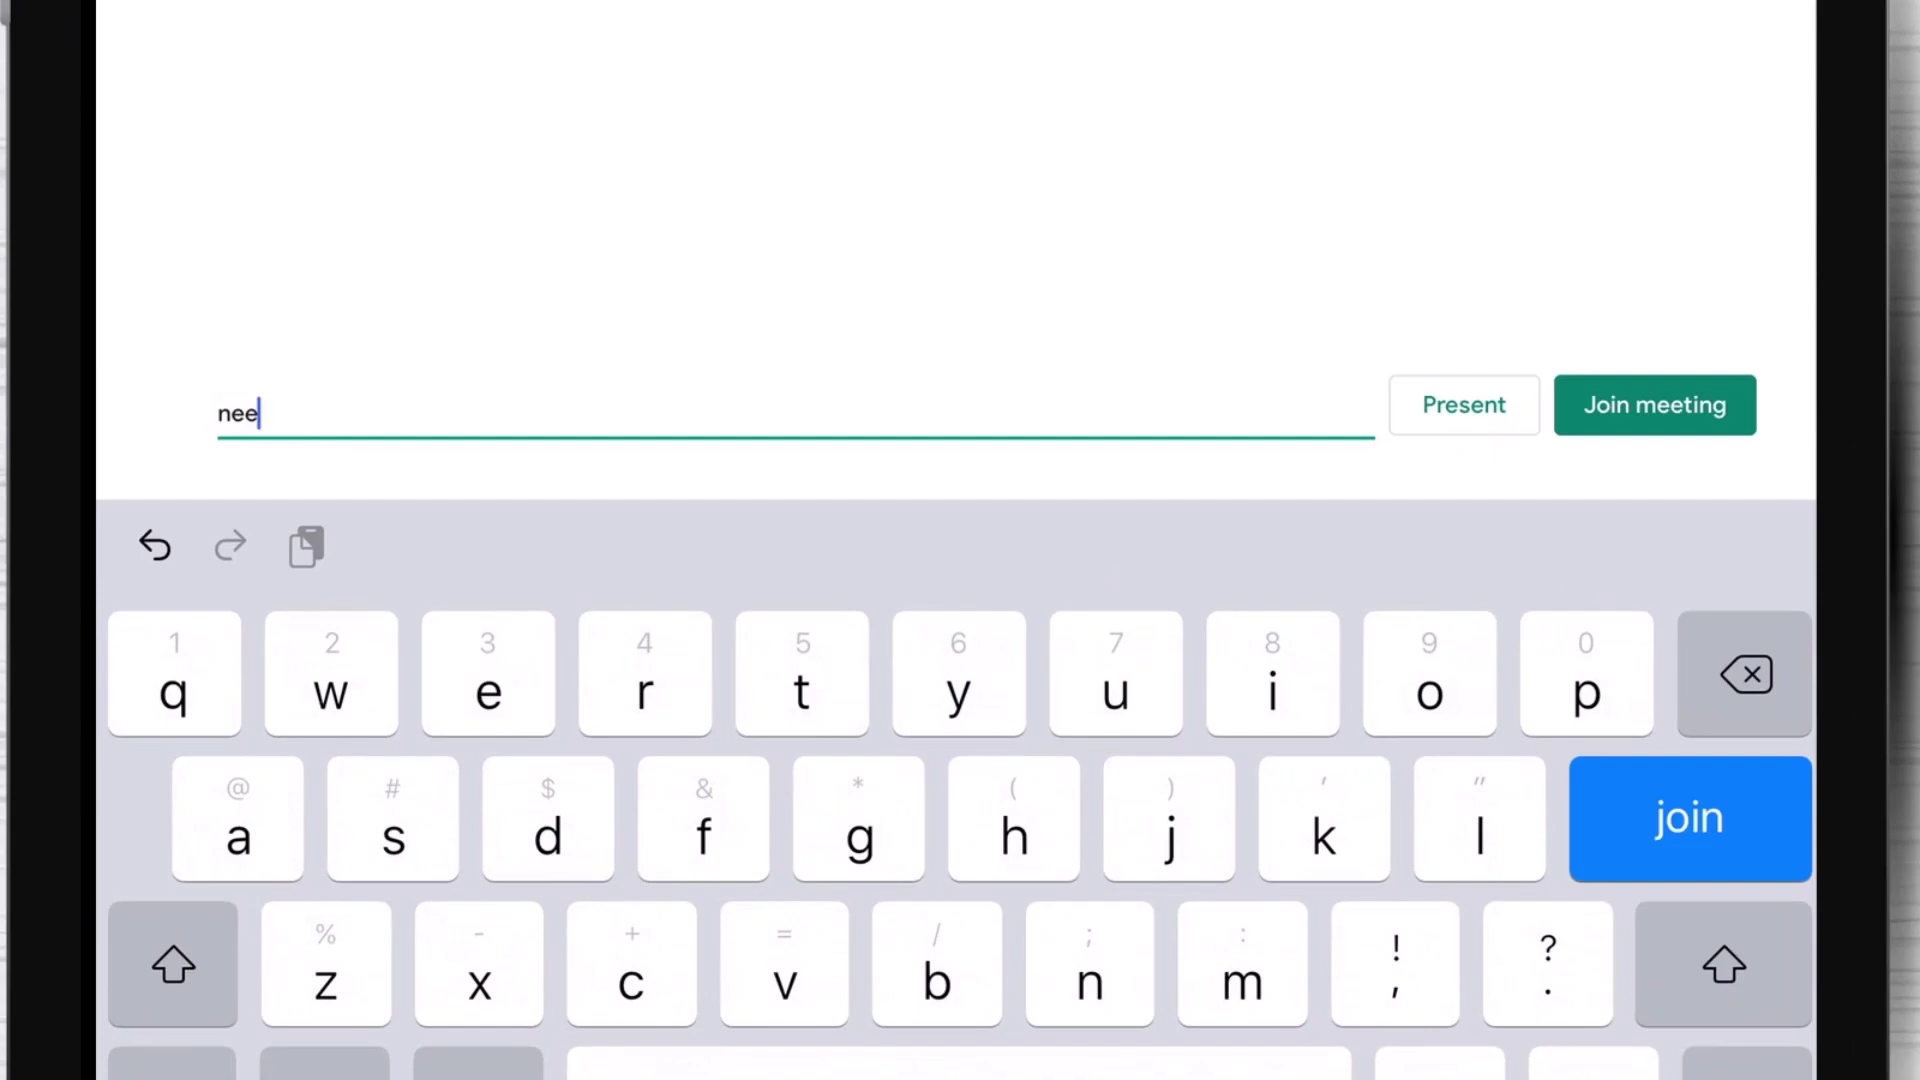 nee
Present
Join meeting
1 2 3 4 5 6 7 8 9 0
q w e r t y u i o p
@ # $ & * ( ) ' "
a s d f g h j k l join
% - + = / ; : ! ?
z x c v b n m , .